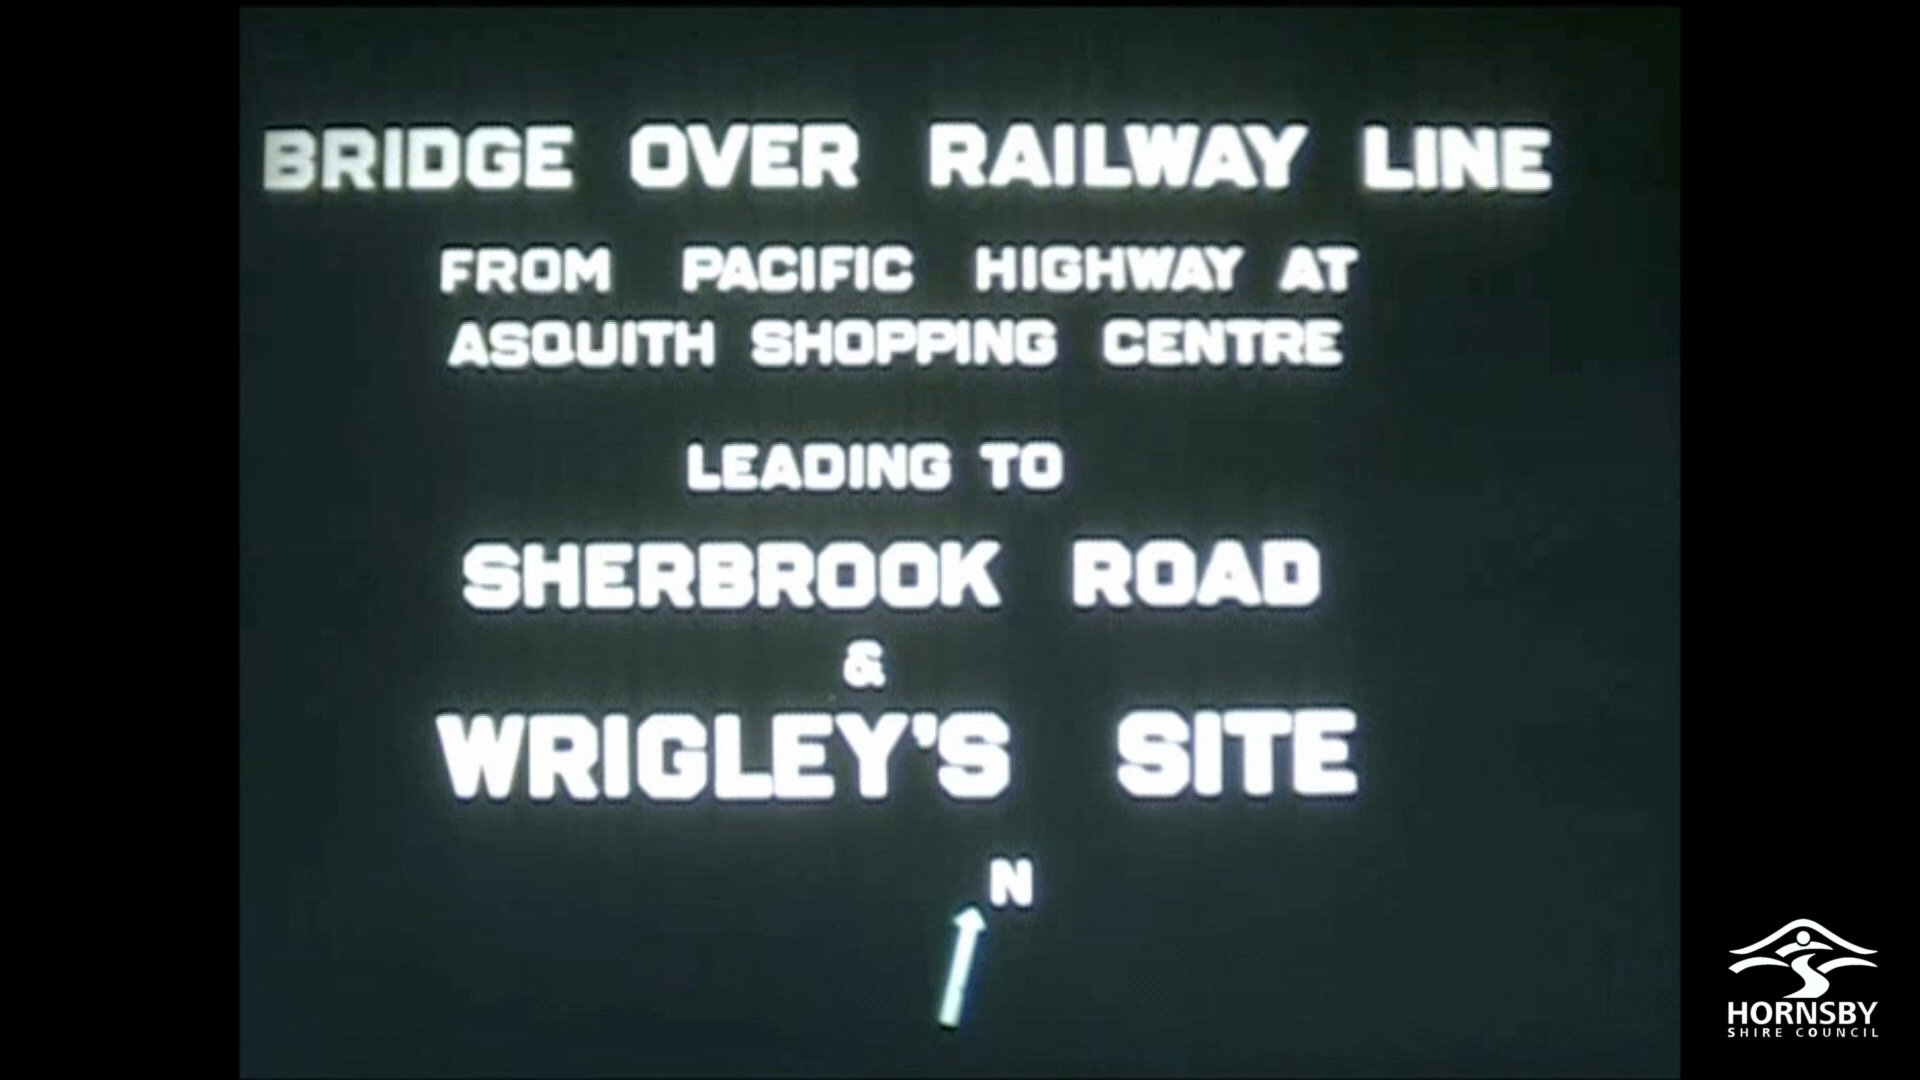 BRIDGE OVER RAILWAY LINE
FROM PACIFIC HIGHWAY AT
ASQUITH SHOPPING CENTRE
LEADING TO
SHERBROOK ROAD
&
WRIGLEY'S SITE
N
HORNSBY
SHIRE COUNCIL